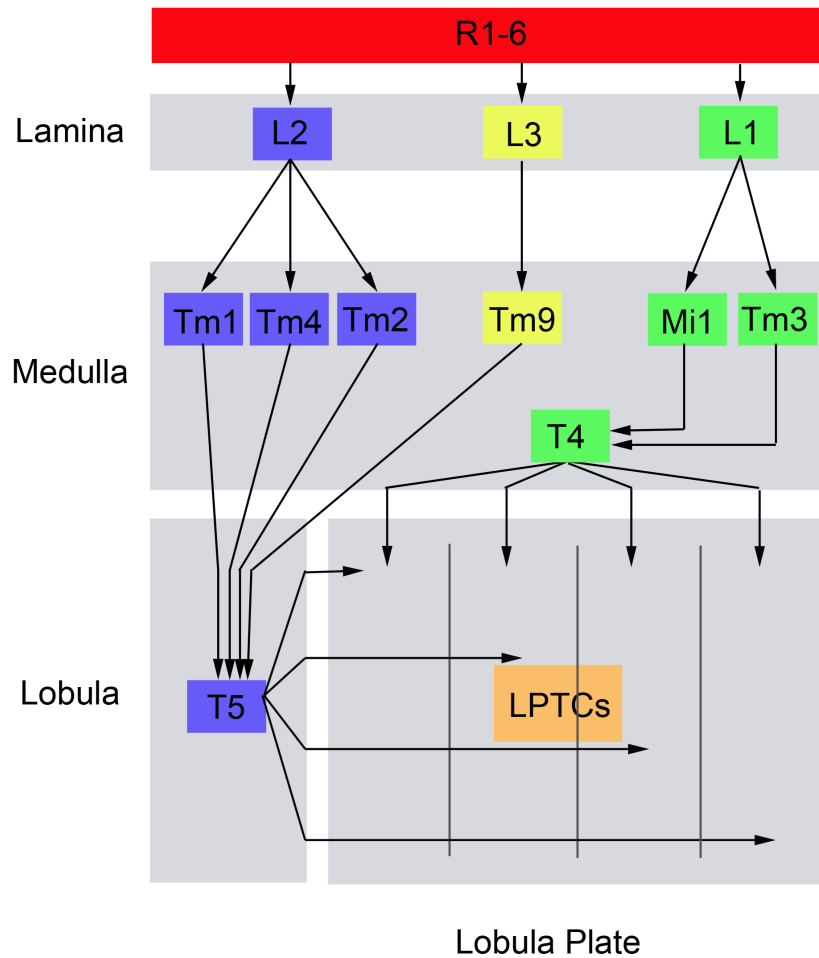 R1-6
Lamina
L2
L3
L1
Tm1
Tm4
Tm2
Tm9
Mi1
Tm3
Medulla
T4
Lobula
T5
LPTCs
Lobula Plate